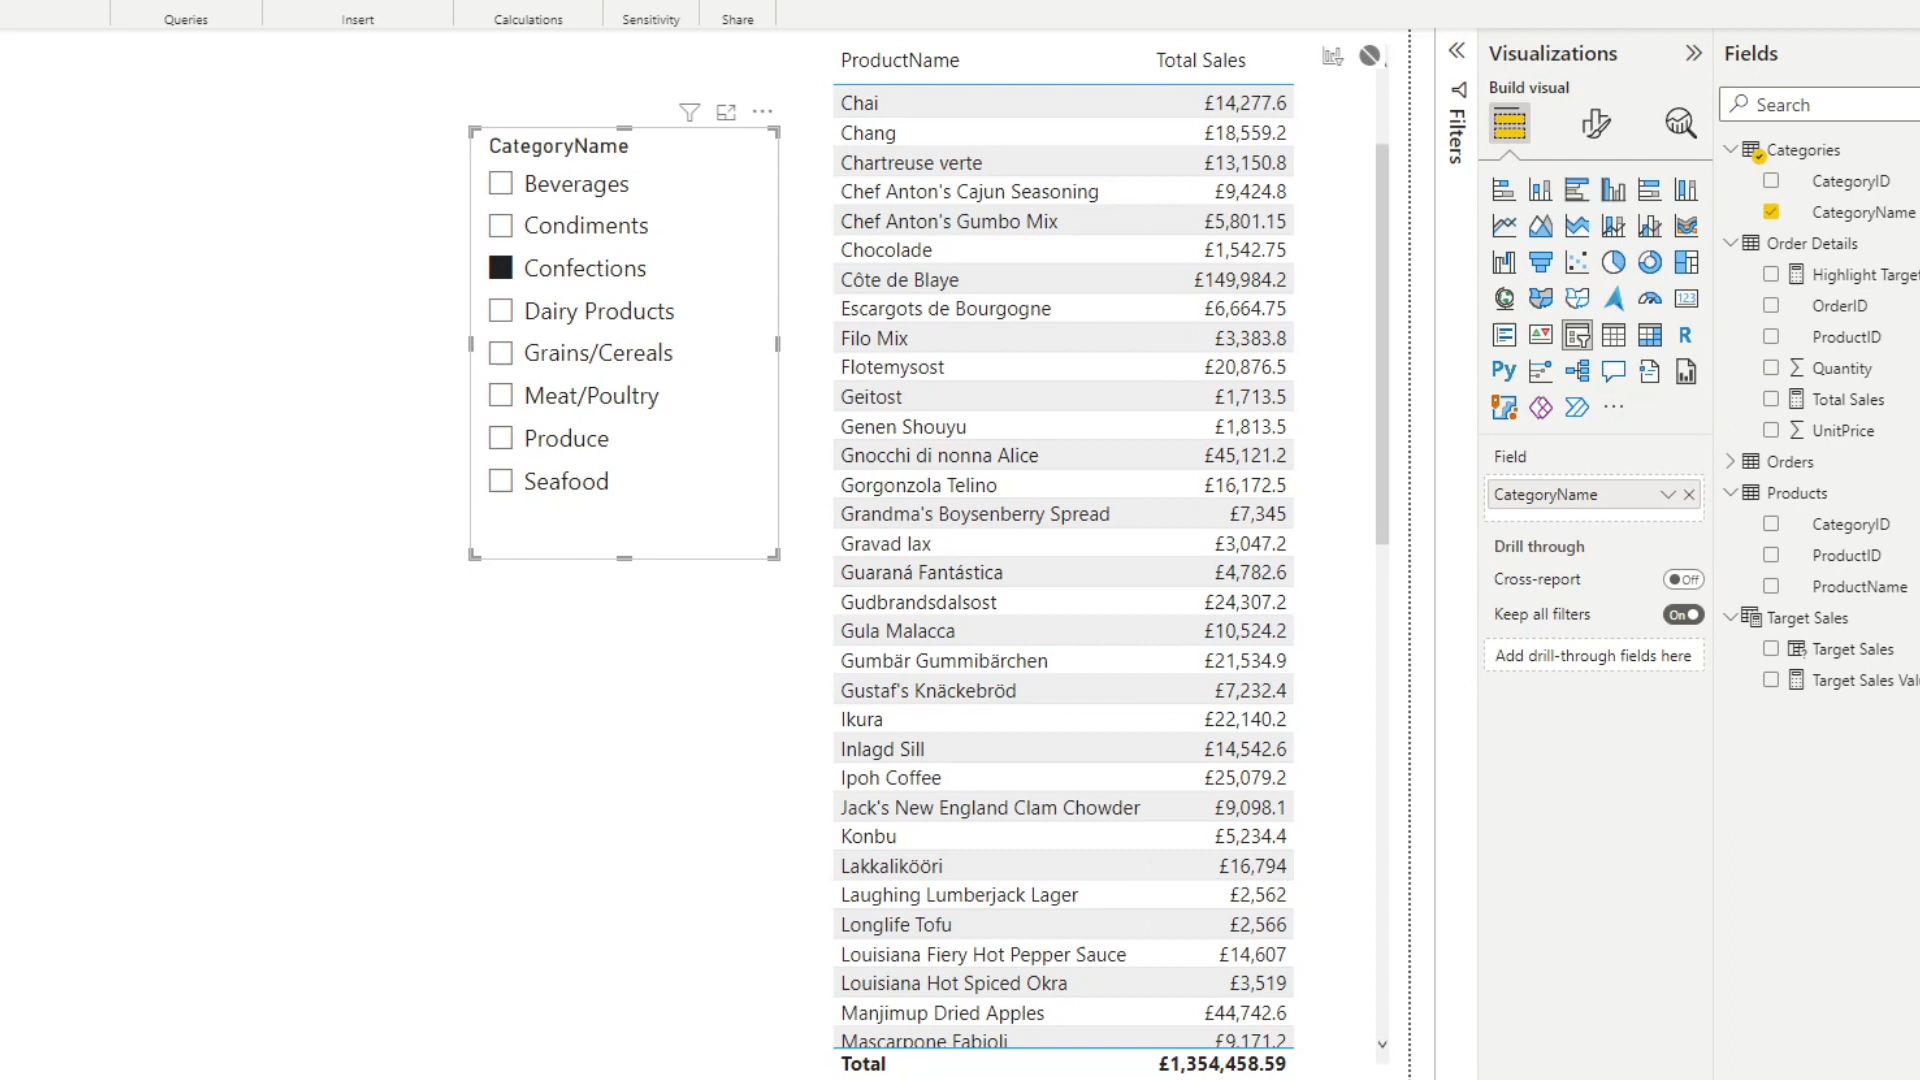 Queries
Insert
Calculations
Sensitivity
Share
CategoryName
Beverages
Condiments
Confections
Dairy Products
Grains/Cereals
Meat/Poultry
Produce
Seafood
ProductName Total Sales
Chai £14,277.6
Chang £18,559.2
Chartreuse verte £13,150.8
Chef Anton's Cajun Seasoning £9,424.8
Chef Anton's Gumbo Mix £5,801.15
Chocolade £1,542.75
Côte de Blaye £149,984.2
Escargots de Bourgogne £6,664.75
Filo Mix £3,383.8
Flotemysost £20,876.5
Geitost £1,713.5
Genen Shouyu £1,813.5
Gnocchi di nonna Alice £45,121.2
Gorgonzola Telino £16,172.5
Grandma's Boysenberry Spread £7,345
Gravad lax £3,047.2
Guaraná Fantástica £4,782.6
Gudbrandsdalsost £24,307.2
Gula Malacca £10,524.2
Gumbär Gummibärchen £21,534.9
Gustaf's Knäckebröd £7,232.4
Ikura £22,140.2
Inlagd Sill £14,542.6
Ipoh Coffee £25,079.2
Jack's New England Clam Chowder £9,098.1
Konbu £5,234.4
Lakkalikööri £16,794
Laughing Lumberjack Lager £2,562
Longlife Tofu £2,566
Louisiana Fiery Hot Pepper Sauce £14,607
Louisiana Hot Spiced Okra £3,519
Manjimup Dried Apples £44,742.6
Mascarpone Fabioli £9,171.2
Total £1,354,458.59
Filters
Visualizations
Build visual
123
R
Py
Field
CategoryName
Drill through
Cross-report Off
Keep all filters On
Add drill-through fields here
Fields
Search
Categories
CategoryID
CategoryName
Order Details
Highlight Target
OrderID
ProductID
Quantity
Total Sales
UnitPrice
Orders
Products
CategoryID
ProductID
ProductName
Target Sales
Target Sales
Target Sales Val